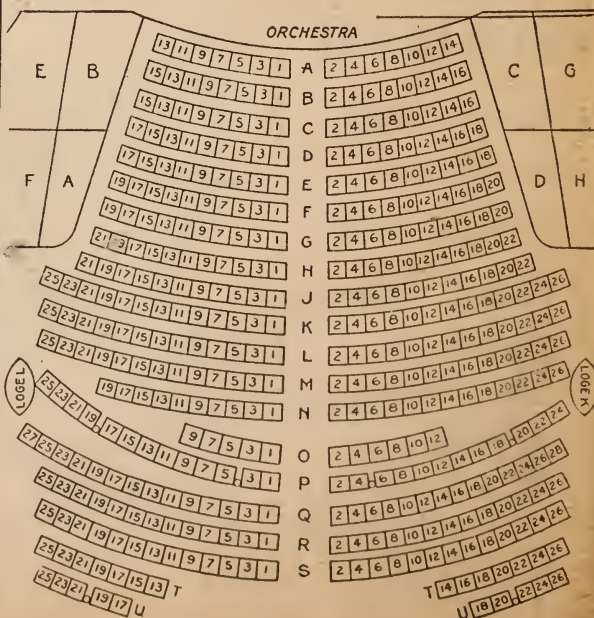 ORCHESTRA
E B C G
F A D H
13 11 9 7 5 3 1 A 2 4 6 8 10 12 14
15 13 11 9 7 5 3 1 B 2 4 6 8 10 12 14 16
15 13 11 9 7 5 3 1 C 2 4 6 8 10 12 14 16
17 15 13 11 9 7 5 3 1 D 2 4 6 8 10 12 14 16 18
17 15 13 11 9 7 5 3 1 E 2 4 6 8 10 12 14 16 18
19 17 15 13 11 9 7 5 3 1 F 2 4 6 8 10 12 14 16 18 20
19 17 15 13 11 9 7 5 3 1 G 2 4 6 8 10 12 14 16 18 20
21 19 17 15 13 11 9 7 5 3 1 H 2 4 6 8 10 12 14 16 18 20 22
21 19 17 15 13 11 9 7 5 3 1 J 2 4 6 8 10 12 14 16 18 20 22
25 23 21 19 17 15 13 11 9 7 5 3 1 K 2 4 6 8 10 12 14 16 18 20 22 24 26
25 23 21 19 17 15 13 11 9 7 5 3 1 L 2 4 6 8 10 12 14 16 18 20 22 24 26
25 23 21 19 17 15 13 11 9 7 5 3 1 M 2 4 6 8 10 12 14 16 18 20 22 24 26
19 17 15 13 11 9 7 5 3 1 N 2 4 6 8 10 12 14 16 18 20 22 24 26
LOGE L
LOGE K
9 7 5 3 1 O 2 4 6 8 10 12
25 23 21 19 17 15 13 11 9 7 5 3 1 P 2 4 6 8 10 12 14 16 18 20 22 24
27 25 23 21 19 17 15 13 11 9 7 5 3 1 Q 2 4 6 8 10 12 14 16 18 20 22 24 26 28
25 23 21 19 17 15 13 11 9 7 5 3 1 R 2 4 6 8 10 12 14 16 18 20 22 24 26
25 23 21 19 17 15 13 11 9 7 5 3 1 S 2 4 6 8 10 12 14 16 18 20 22 24 26
25 23 21 19 17 15 13 T T 14 16 18 20 22 24 26
25 23 21 19 17 U U 18 20 22 24 26